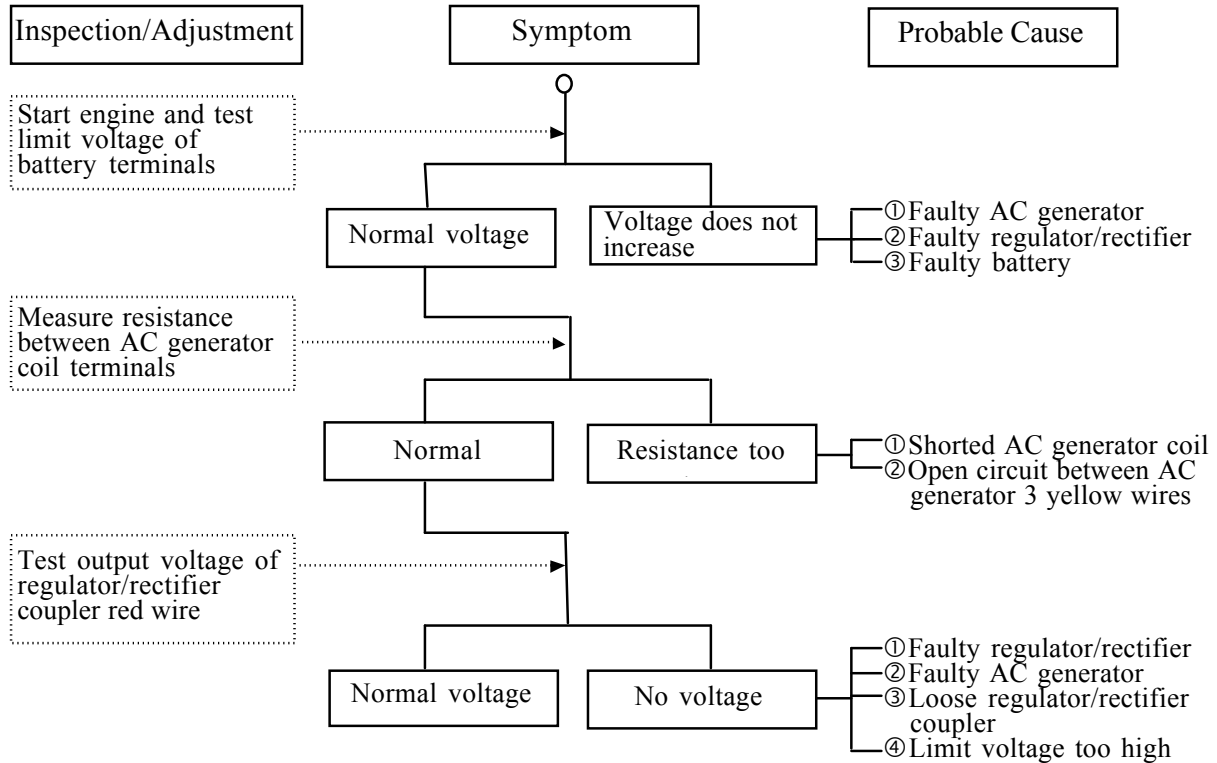 Inspection/Adjustment
Symptom
Probable Cause
Start engine and test
limit voltage of
battery terminals
Normal voltage
Voltage does not
increase
①Faulty AC generator
②Faulty regulator/rectifier
③Faulty battery
Measure resistance
between AC generator
coil terminals
Normal
Resistance too
①Shorted AC generator coil
②Open circuit between AC
generator 3 yellow wires
Test output voltage of
regulator/rectifier
coupler red wire
Normal voltage
No voltage
①Faulty regulator/rectifier
②Faulty AC generator
③Loose regulator/rectifier
coupler
④Limit voltage too high